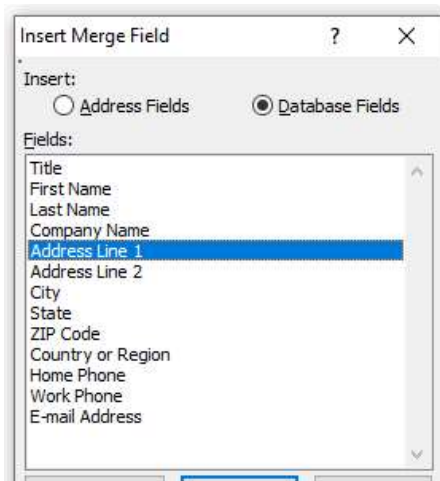 Insert Merge Field ? X
Insert:
Address Fields Database Fields
Fields:
Title
First Name
Last Name
Company Name
Address Line 1
Address Line 2
City
State
ZIP Code
Country or Region
Home Phone
Work Phone
E-mail Address